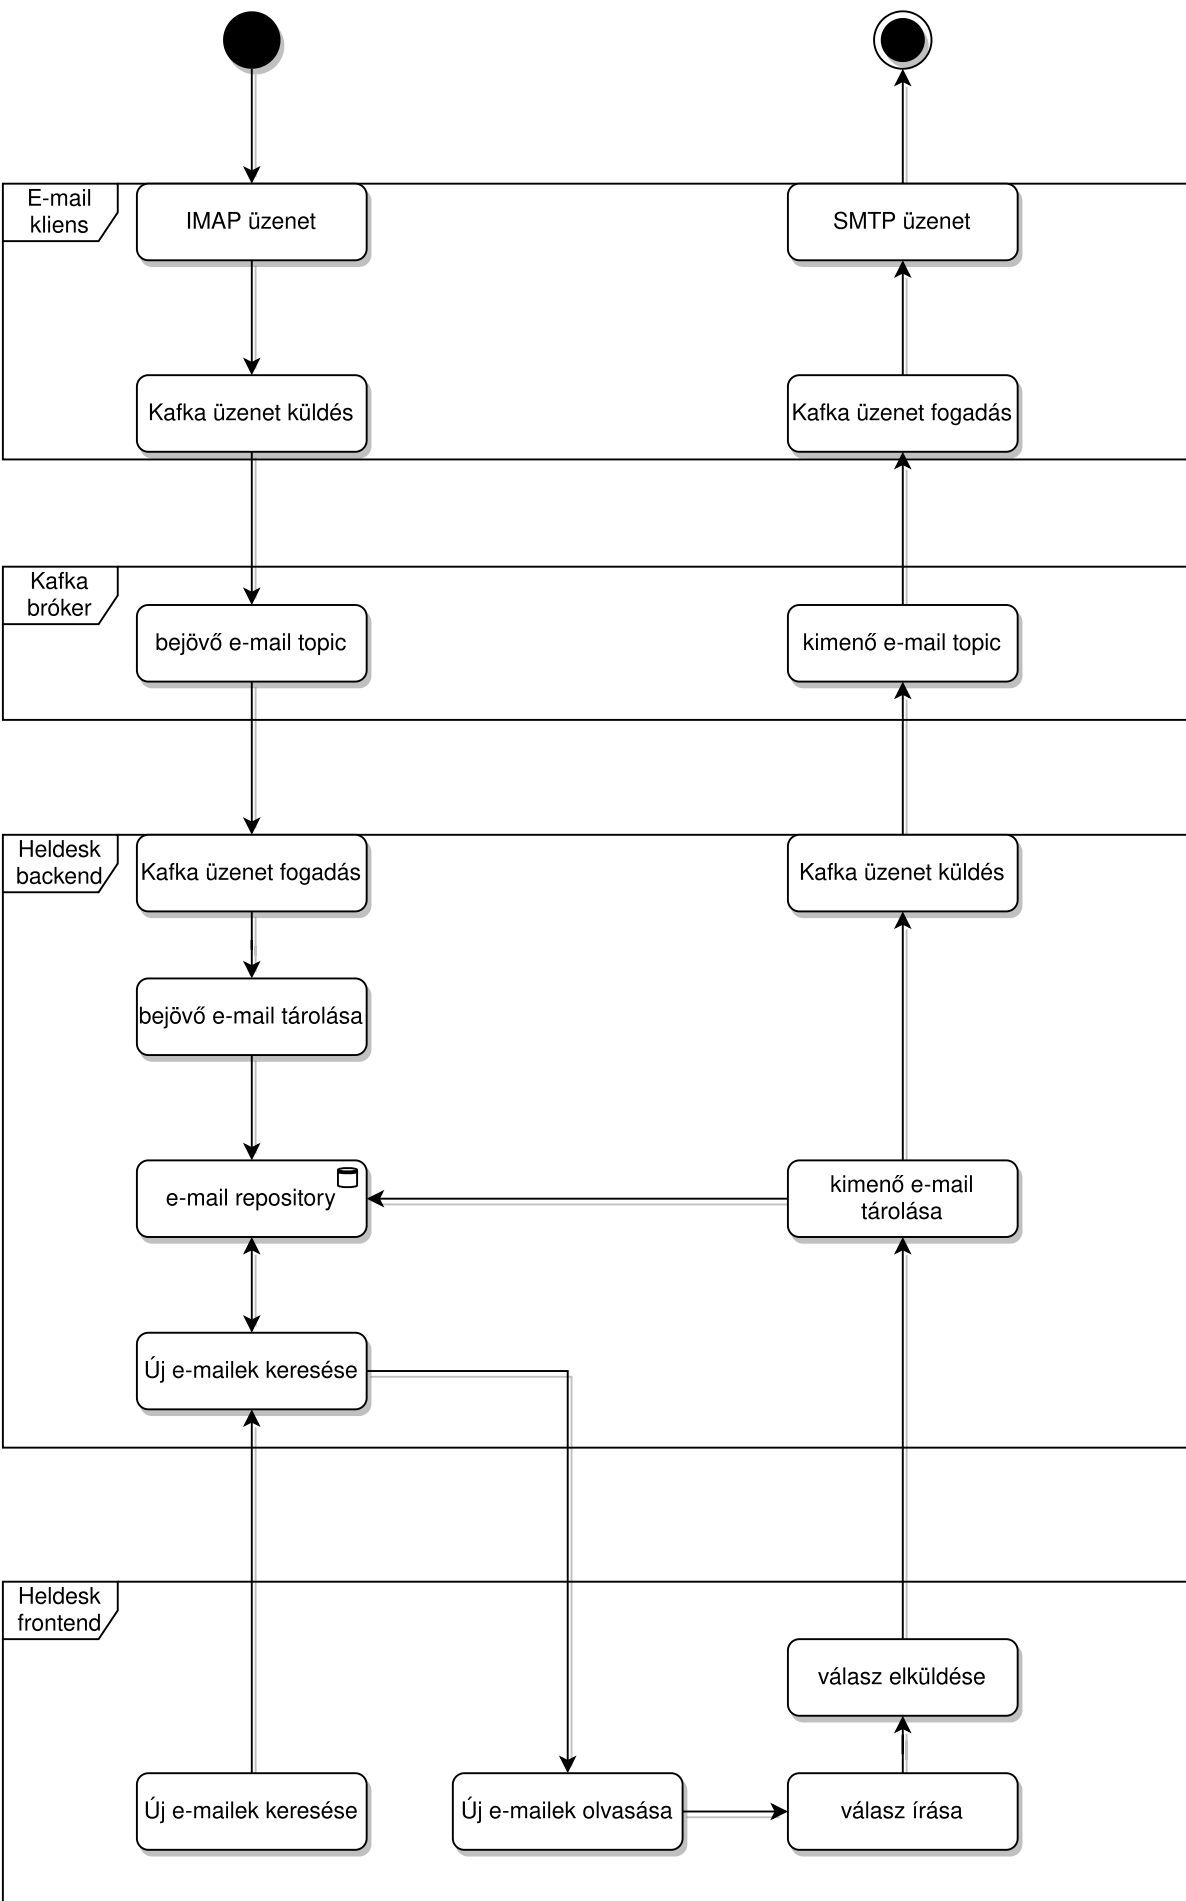 E-mail
kliens
IMAP üzenet
SMTP üzenet
Kafka üzenet küldés
Kafka üzenet fogadás
Kafka
bróker
bejövő e-mail topic
kimenő e-mail topic
Heldesk
backend
Kafka üzenet fogadás
Kafka üzenet küldés
bejövő e-mail tárolása
e-mail repository
kimenő e-mail
tárolása
Új e-mailek keresése
Heldesk
frontend
válasz elküldése
Új e-mailek keresése
Új e-mailek olvasása
válasz írása